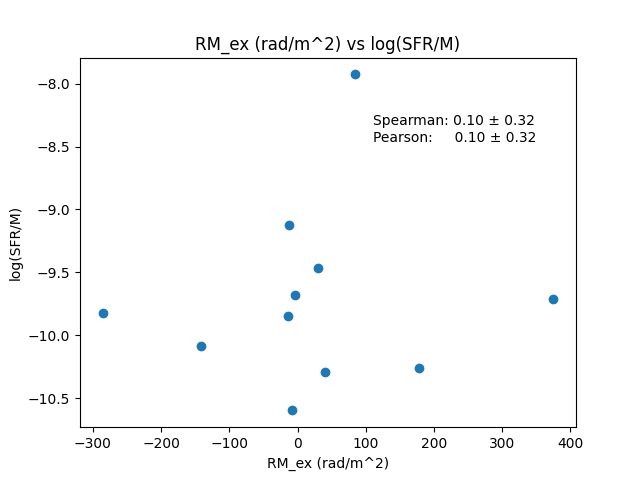 RM_ex (rad/m^2) vs log(SFR/M)
−8.0
Spearman: 0.10 ± 0.32
Pearson: 0.10 ± 0.32
−8.5
−9.0
log(SFR/M)
−9.5
−10.0
−10.5
−300 −200 −100 0 100 200 300 400
RM_ex (rad/m^2)